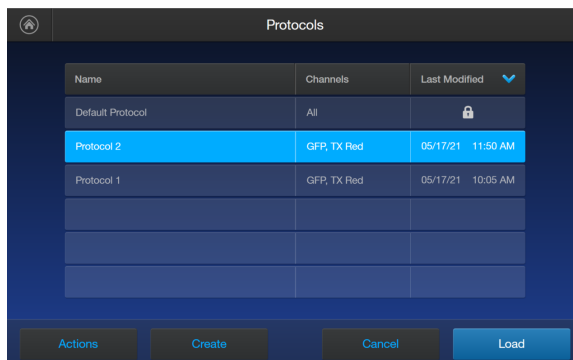 Protocols
Name Channels Last Modified
Default Protocol All
Protocol 2 GFP, TX Red 05/17/21 11:50 AM
Protocol 1 GFP, TX Red 05/17/21 10:05 AM
Actions Create Cancel Load